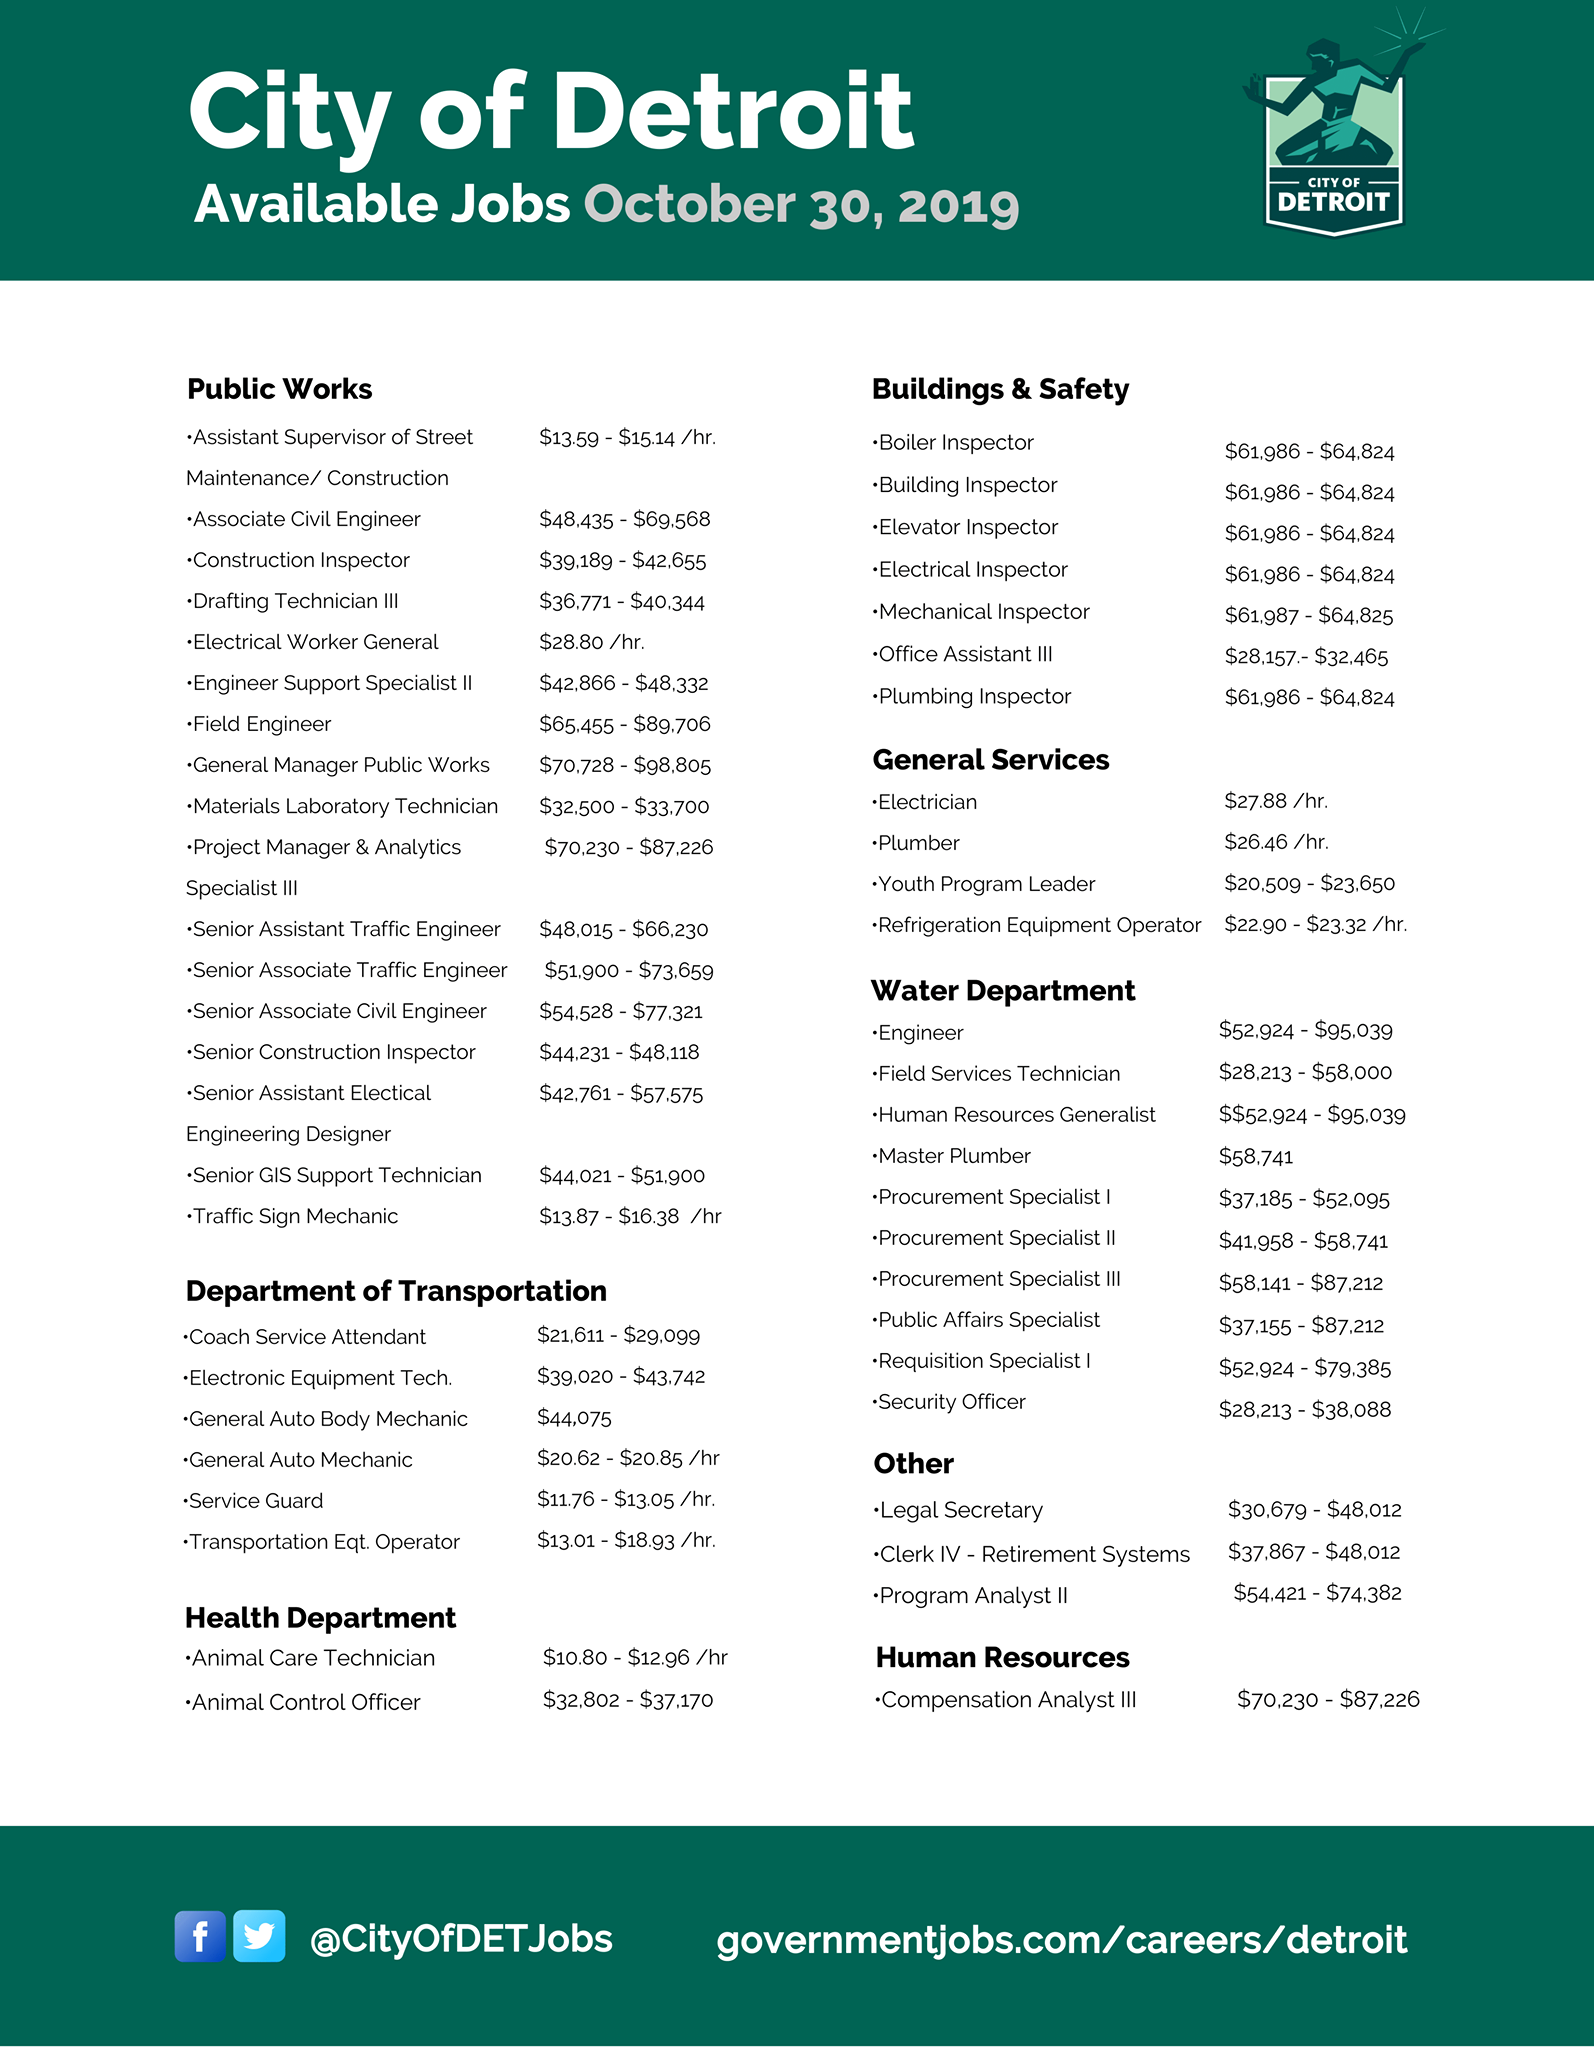 City of Detroit
Available Jobs October 30, 2019
CITY OF
DETROIT
Public Works
•Assistant Supervisor of Street $13.59 - $15.14 /hr.
Maintenance/ Construction
•Associate Civil Engineer $48,435 - $69,568
•Construction Inspector $39,189 - $42,655
•Drafting Technician III $36,771 - $40,344
•Electrical Worker General $28.80 /hr.
•Engineer Support Specialist II $42,866 - $48,332
•Field Engineer $65,455 - $89,706
•General Manager Public Works $70,728 - $98,805
•Materials Laboratory Technician $32,500 - $33,700
•Project Manager & Analytics $70,230 - $87,226
Specialist III
•Senior Assistant Traffic Engineer $48,015 - $66,230
•Senior Associate Traffic Engineer $51,900 - $73,659
•Senior Associate Civil Engineer $54,528 - $77,321
•Senior Construction Inspector $44,231 - $48,118
•Senior Assistant Electical $42,761 - $57,575
Engineering Designer
•Senior GIS Support Technician $44,021 - $51,900
•Traffic Sign Mechanic $13.87 - $16.38 /hr
Department of Transportation
•Coach Service Attendant $21,611 - $29,099
•Electronic Equipment Tech. $39,020 - $43,742
•General Auto Body Mechanic $44,075
•General Auto Mechanic $20.62 - $20.85 /hr
•Service Guard $11.76 - $13.05 /hr.
•Transportation Eqt. Operator $13.01 - $18.93 /hr.
Health Department
•Animal Care Technician $10.80 - $12.96 /hr
•Animal Control Officer $32,802 - $37,170
Buildings & Safety
•Boiler Inspector $61,986 - $64,824
•Building Inspector $61,986 - $64,824
•Elevator Inspector $61,986 - $64,824
•Electrical Inspector $61,986 - $64,824
•Mechanical Inspector $61,987 - $64,825
•Office Assistant III $28,157.- $32,465
•Plumbing Inspector $61,986 - $64,824
General Services
•Electrician $27.88 /hr.
•Plumber $26.46 /hr.
•Youth Program Leader $20,509 - $23,650
•Refrigeration Equipment Operator $22.90 - $23.32 /hr.
Water Department
•Engineer $52,924 - $95,039
•Field Services Technician $28,213 - $58,000
•Human Resources Generalist $$52,924 - $95,039
•Master Plumber $58,741
•Procurement Specialist I $37,185 - $52,095
•Procurement Specialist II $41,958 - $58,741
•Procurement Specialist III $58,141 - $87,212
•Public Affairs Specialist $37,155 - $87,212
•Requisition Specialist I $52,924 - $79,385
•Security Officer $28,213 - $38,088
Other
•Legal Secretary $30,679 - $48,012
•Clerk IV - Retirement Systems $37,867 - $48,012
•Program Analyst II $54,421 - $74,382
Human Resources
•Compensation Analyst III $70,230 - $87,226
@CityOfDETJobs governmentjobs.com/careers/detroit